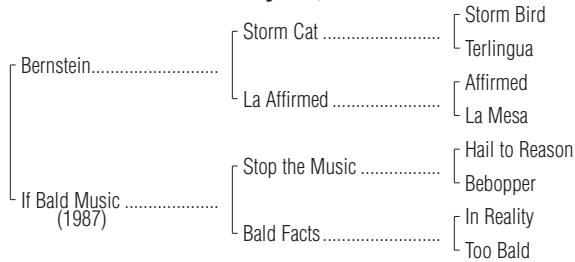 Storm Bird
Storm Cat ........................
Terlingua
Bernstein..........................
Affirmed
La Affirmed ......................
La Mesa
Hail to Reason
Stop the Music ................
Bebopper
If Bald Music ...................
(1987)
In Reality
Bald Facts........................
Too Bald